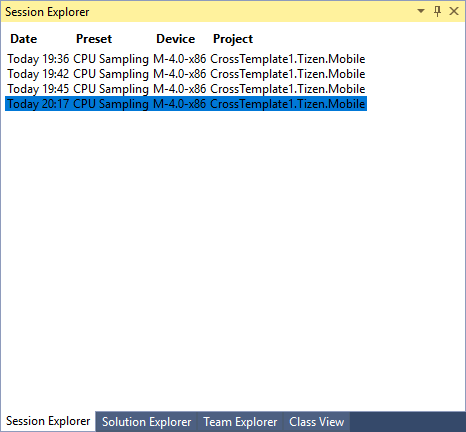 Session Explorer
Date Preset Device Project
Today 19:36 CPU Sampling M-4.0-x86 CrossTemplate1.Tizen.Mobile
Today 19:42 CPU Sampling M-4.0-x86 CrossTemplate1.Tizen.Mobile
Today 19:45 CPU Sampling M-4.0-x86 CrossTemplate1.Tizen.Mobile
Today 20:17 CPU Sampling M-4.0-x86 CrossTemplate1.Tizen.Mobile
Session Explorer Solution Explorer Team Explorer Class View